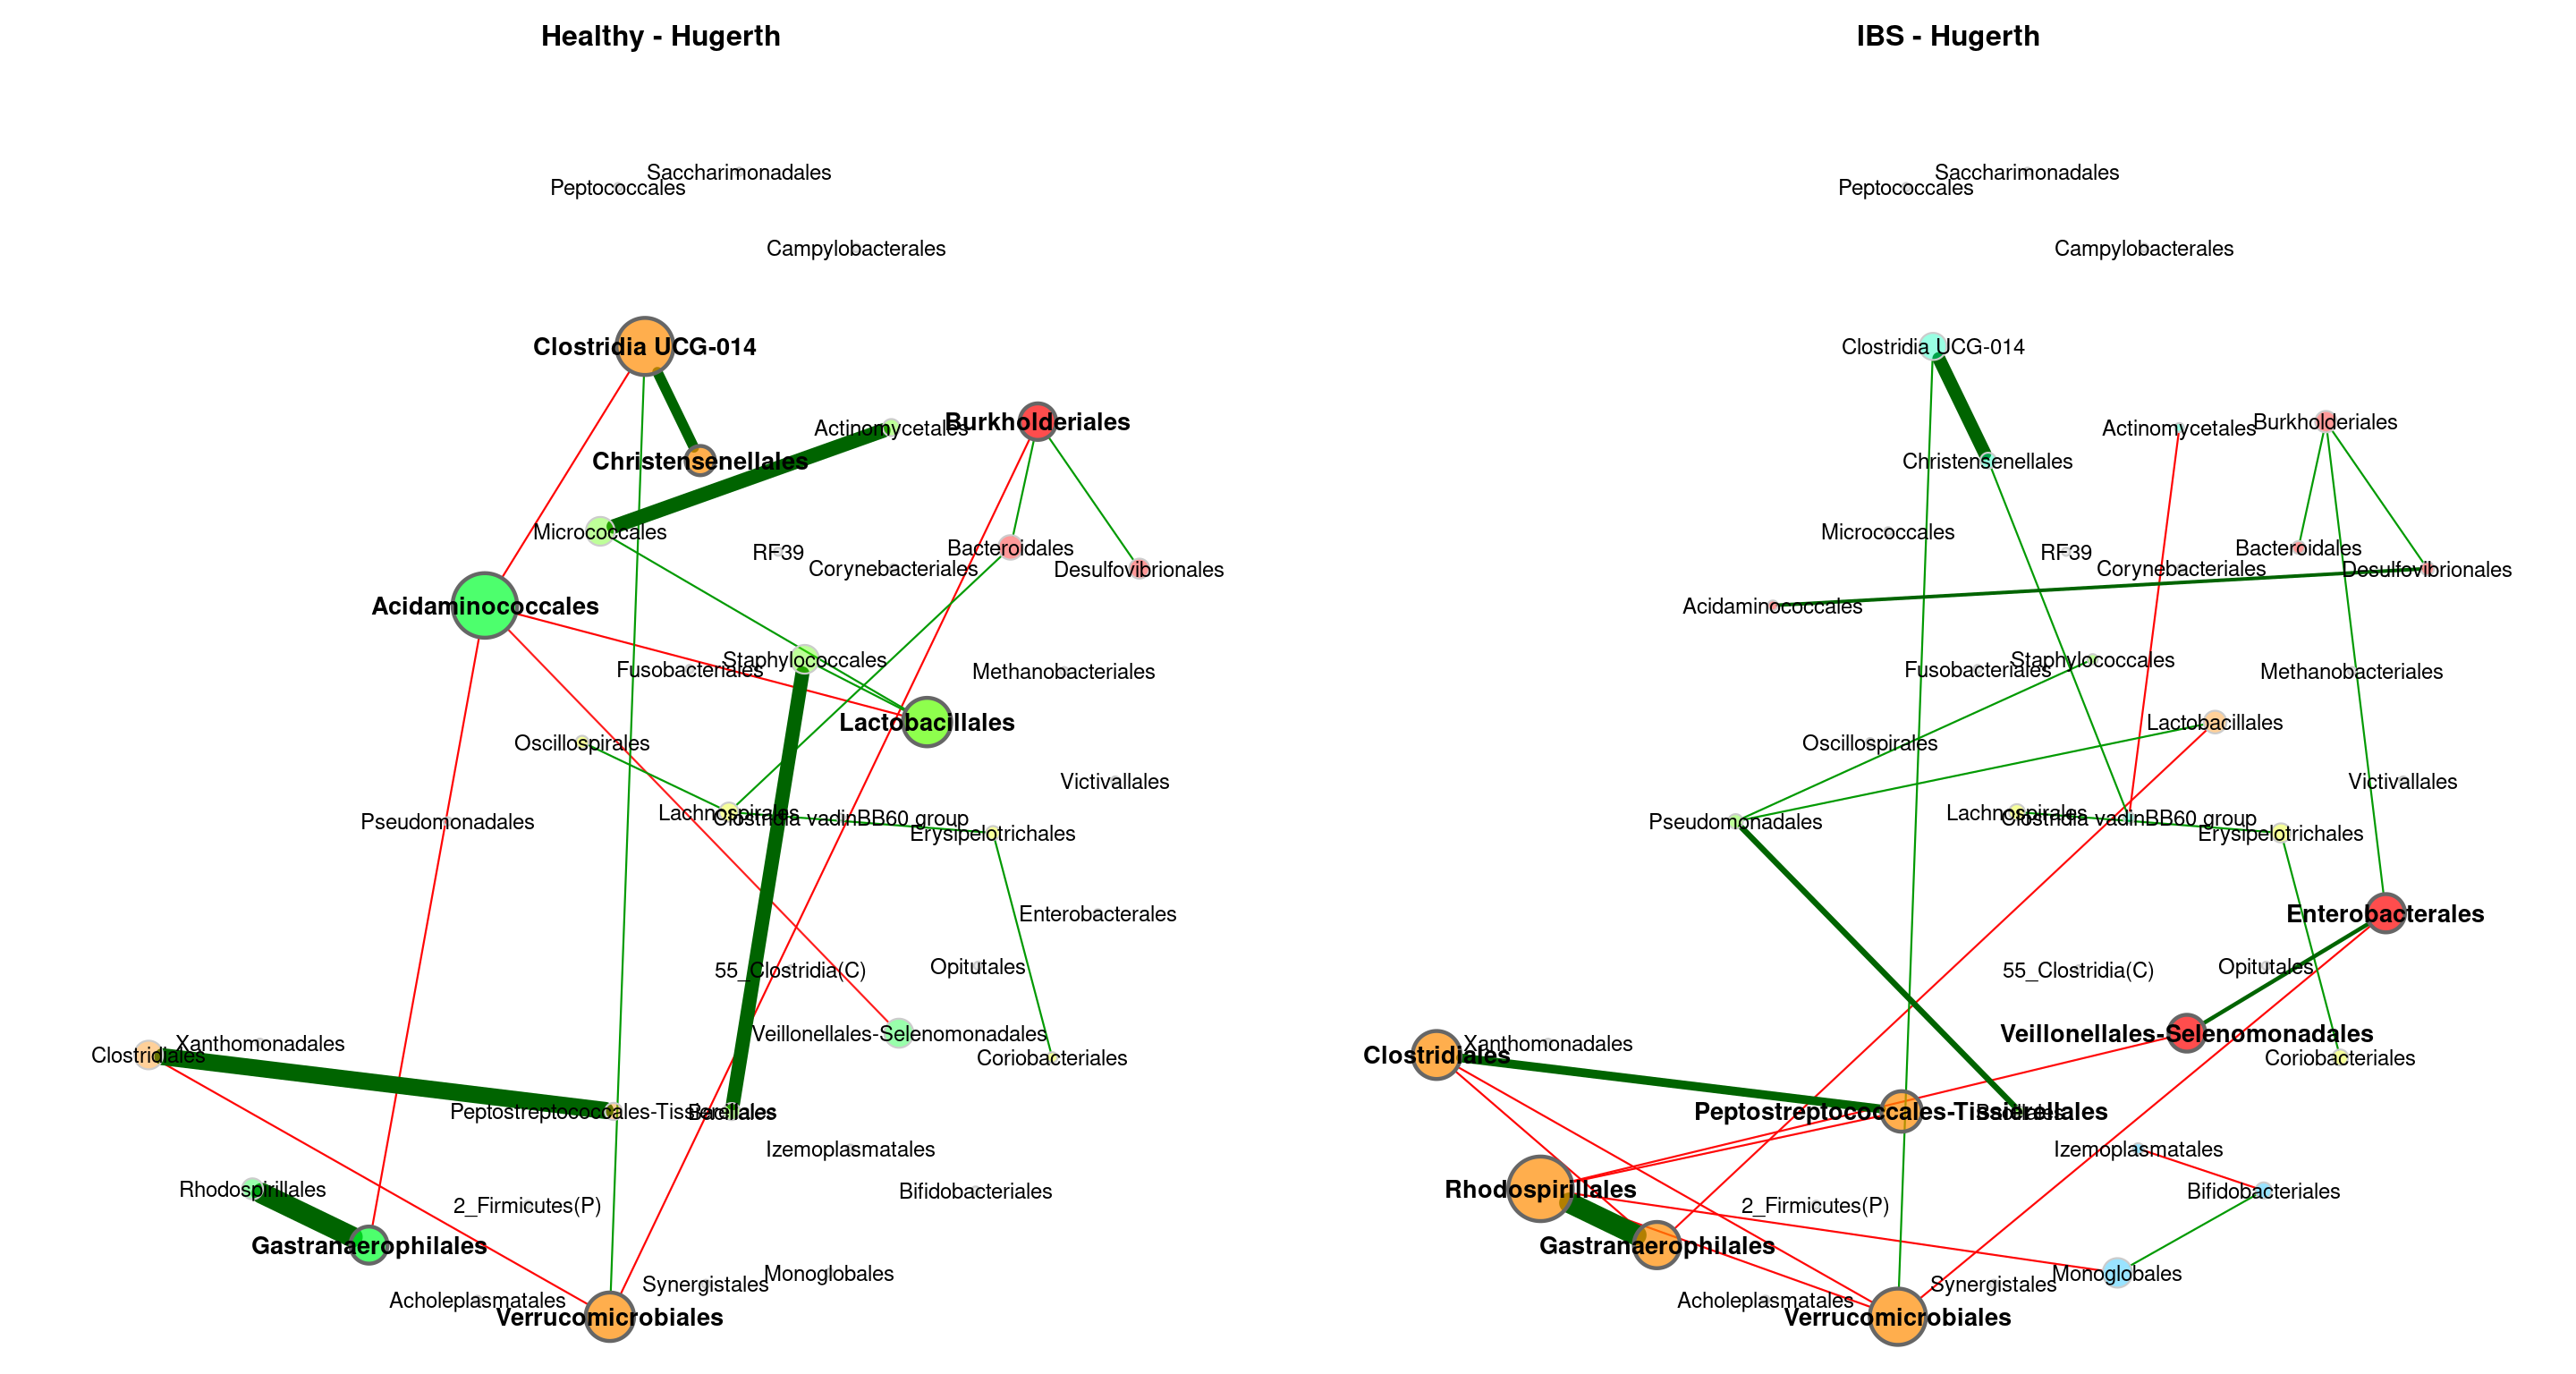 Healthy - Hugerth
Saccharimonadales
Peptococcales
Campylobacterales
Clostridia UCG-014
Burkholderiales
Actinomycetales
Christensenellales
Micrococcales
RF39
Bacteroidales
Corynebacteriales
Desulfovibrionales
Acidaminococcales
Staphylococcales
Fusobacteriales
Methanobacteriales
Lactobacillales
Oscillospirales
Victivallales
Lachnospirales
Clostridia vadinBB60 group
Pseudomonadales
Erysipelotrichales
Enterobacterales
55_Clostridia(C)
Opitutales
Veillonellales-Selenomonadales
Xanthomonadales
Clostridiales
Coriobacteriales
Peptostreptococcales-Tissierellales
Bacillales
Izemoplasmatales
Rhodospirillales
Bifidobacteriales
2_Firmicutes(P)
Gastranaerophilales
Monoglobales
Synergistales
Acholeplasmatales
Verrucomicrobiales
IBS - Hugerth
Saccharimonadales
Peptococcales
Campylobacterales
Clostridia UCG-014
Burkholderiales
Actinomycetales
Christensenellales
Micrococcales
RF39
Bacteroidales
Corynebacteriales
Desulfovibrionales
Acidaminococcales
Staphylococcales
Fusobacteriales
Methanobacteriales
Lactobacillales
Oscillospirales
Victivallales
Lachnospirales
Clostridia vadinBB60 group
Pseudomonadales
Erysipelotrichales
Enterobacterales
55_Clostridia(C)
Opitutales
Veillonellales-Selenomonadales
Xanthomonadales
Clostridiales
Coriobacteriales
Peptostreptococcales-Tissierellales
Bacillales
Izemoplasmatales
Rhodospirillales
Bifidobacteriales
2_Firmicutes(P)
Gastranaerophilales
Monoglobales
Synergistales
Acholeplasmatales
Verrucomicrobiales